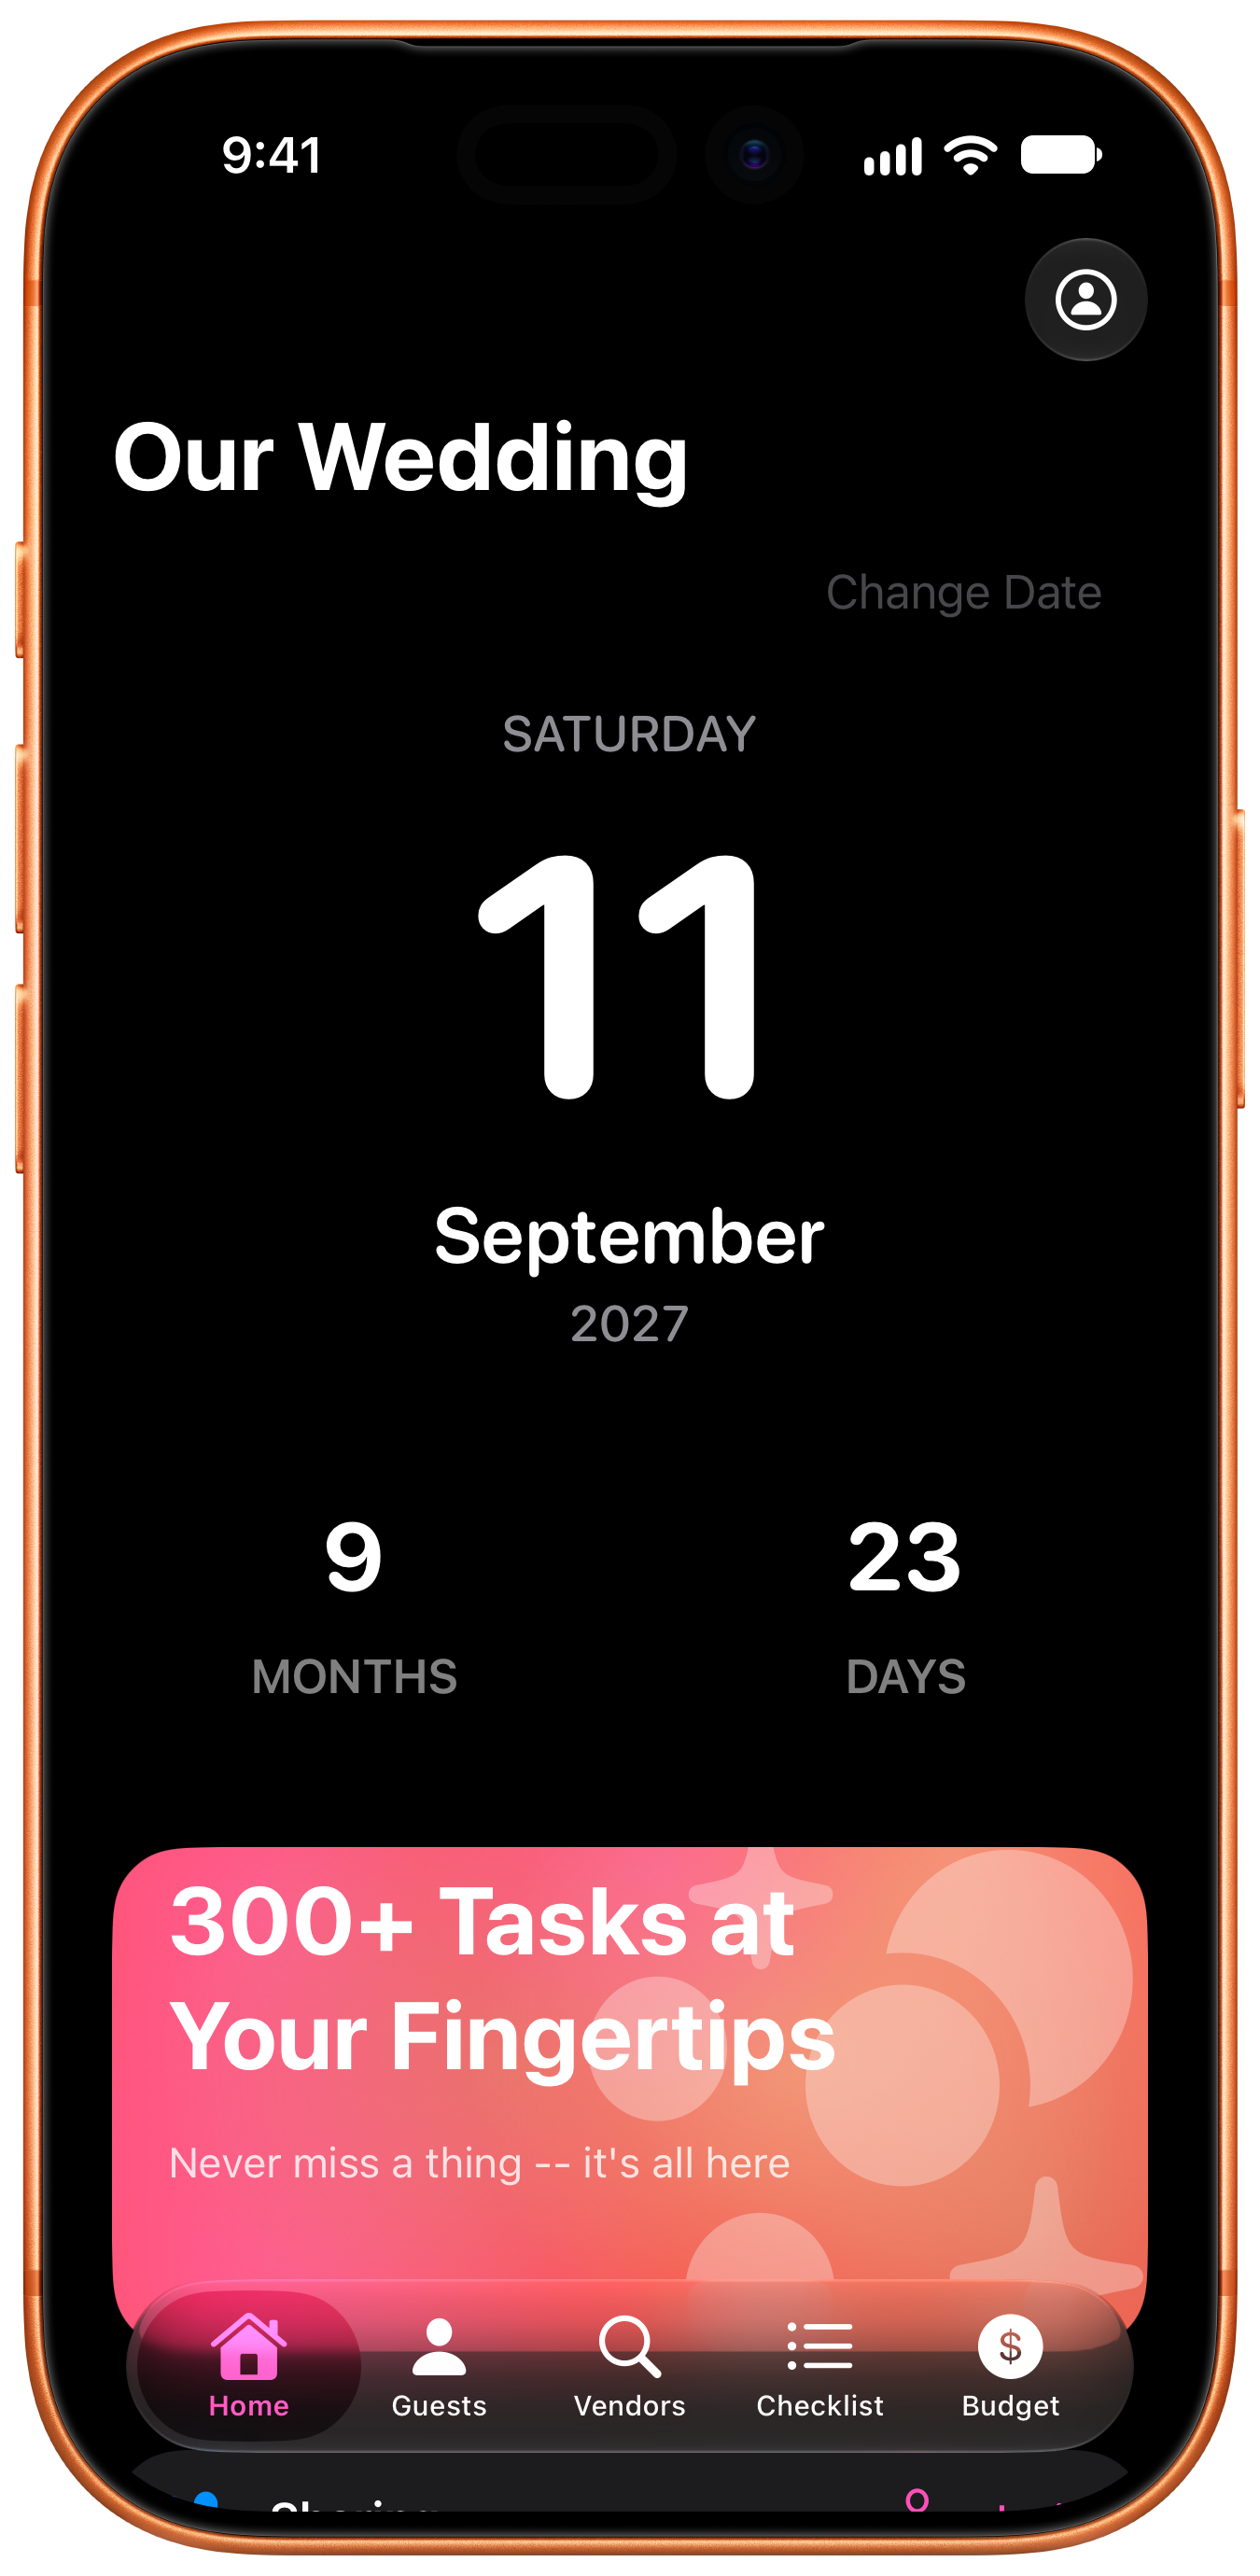 9:41
Our Wedding
Change Date
SATURDAY
11
September
2027
9
23
MONTHS
DAYS
300+ Tasks at
Your Fingertips
Never miss a thing -- it's all here
$
Home
Guests
Vendors
Checklist
Budget